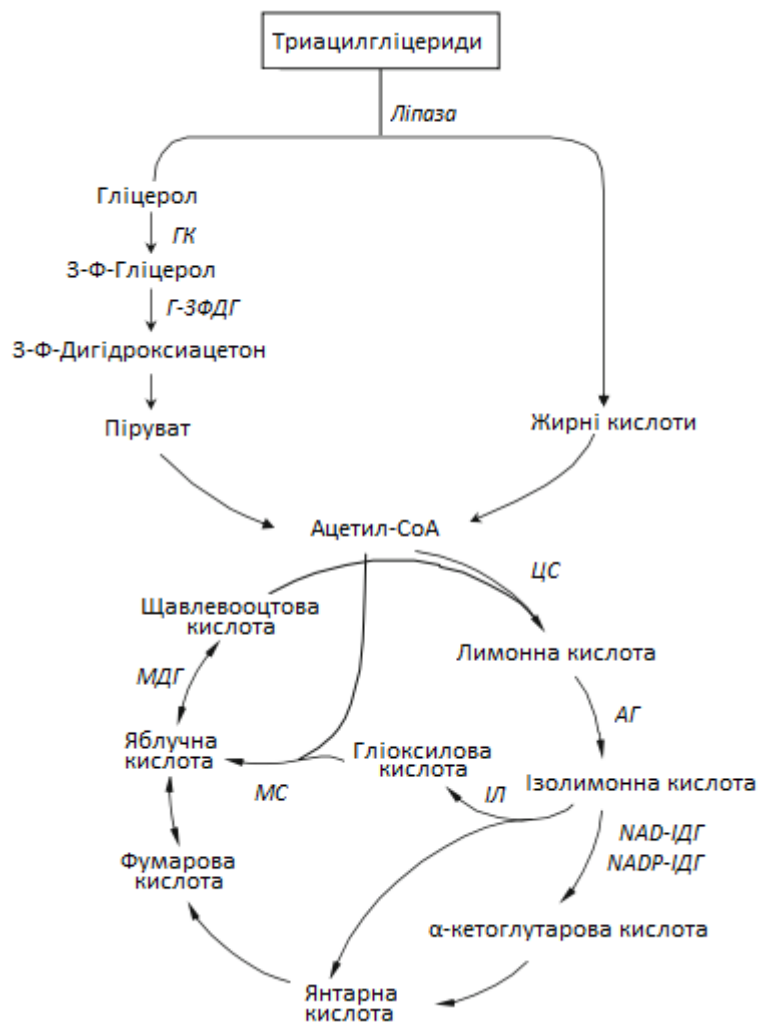 Триацилгліцериди
Ліпаза
Гліцерол
ГК
3-Ф-Гліцерол
Г-3ФДГ
3-Ф-Дигідроксиацетон
Піруват
Жирні кислоти
Ацетил-СоА
ЦС
Щавлевооцтова
кислота
Лимонна кислота
МДГ
АГ
Яблучна
кислота
Гліоксилова
кислота
МС
ІЛ
Ізолимонна кислота
NAD-ІДГ
NADP-ІДГ
Фумарова
кислота
α-кетоглутарова кислота
Янтарна
кислота